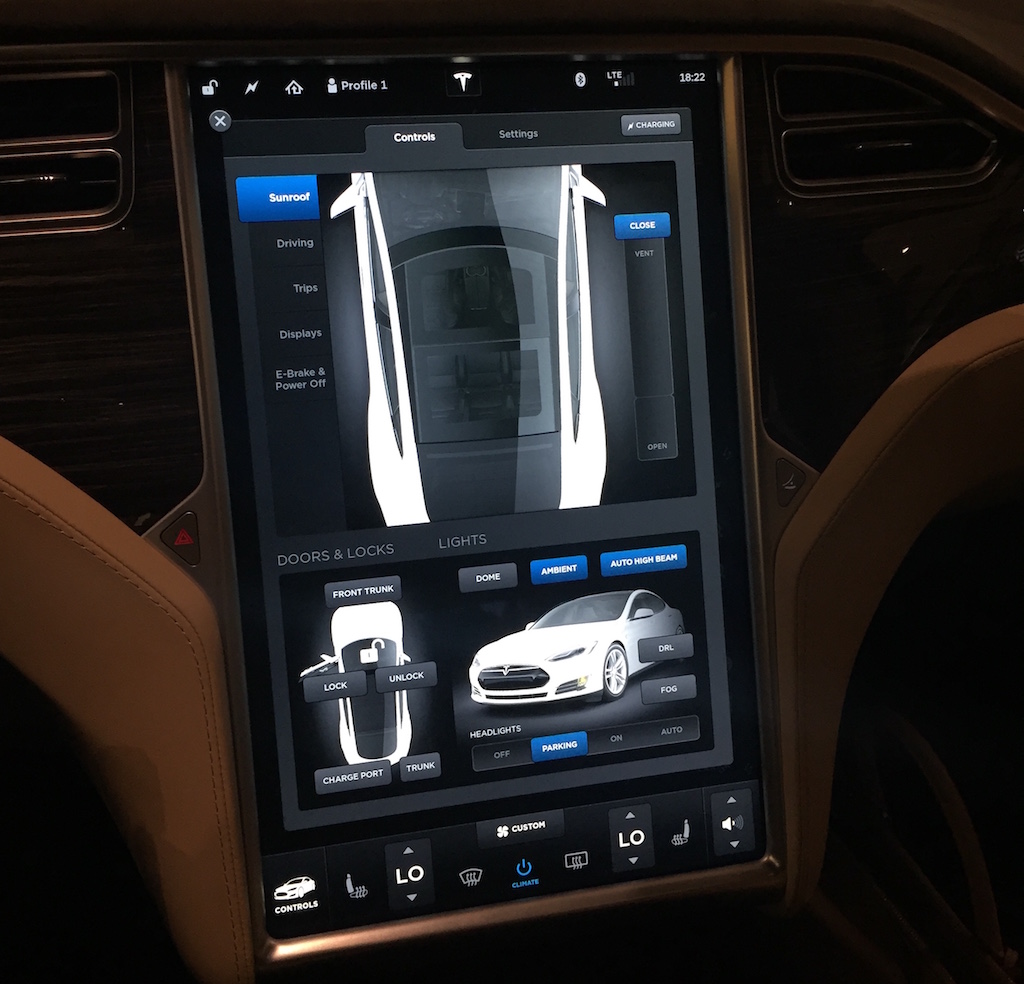 Profile 1
LTE
18:22
Controls
Settings
CHARGING
Sunroof
Driving
Trips
Displays
E-Brake &
Power Off
CLOSE
VENT
OPEN
DOORS & LOCKS
LIGHTS
FRONT TRUNK
LOCK
UNLOCK
CHARGE PORT
TRUNK
DOME
AMBIENT
AUTO HIGH BEAM
DRL
FOG
HEADLIGHTS
OFF
PARKING
ON
AUTO
CUSTOM
CONTROLS
LO
CLIMATE
LO